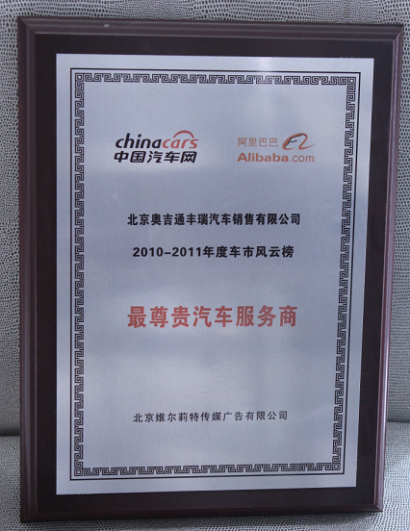 chinacars
中国汽车网
阿里巴巴
Alibaba.com
北京奥吉通丰瑞汽车销售有限公司
2010-2011年度车市风云榜
最尊贵汽车服务商
北京维尔莉特传媒广告有限公司